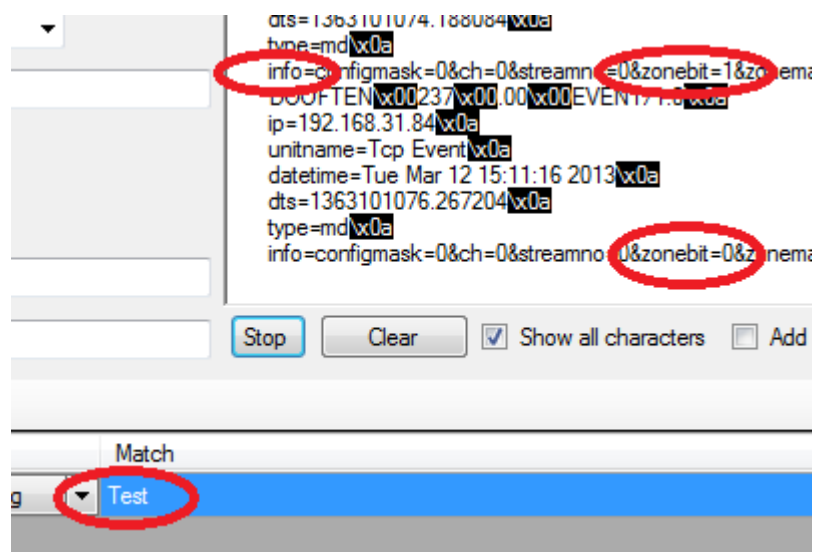 dts=1363101074.188084\x0a
type=md\x0a
info=configmask=0&ch=0&streamno=0&zonebit=1&zonema
DOOFTEN\x00237\x00.00\x00EVENT/1.0\x0a
ip=192.168.31.84\x0a
unitname=Tcp Event\x0a
datetime=Tue Mar 12 15:11:16 2013\x0a
dts=1363101076.267204\x0a
type=md\x0a
info=configmask=0&ch=0&streamno=0&zonebit=0&zonema
Stop Clear Show all characters Add
Match
g Test